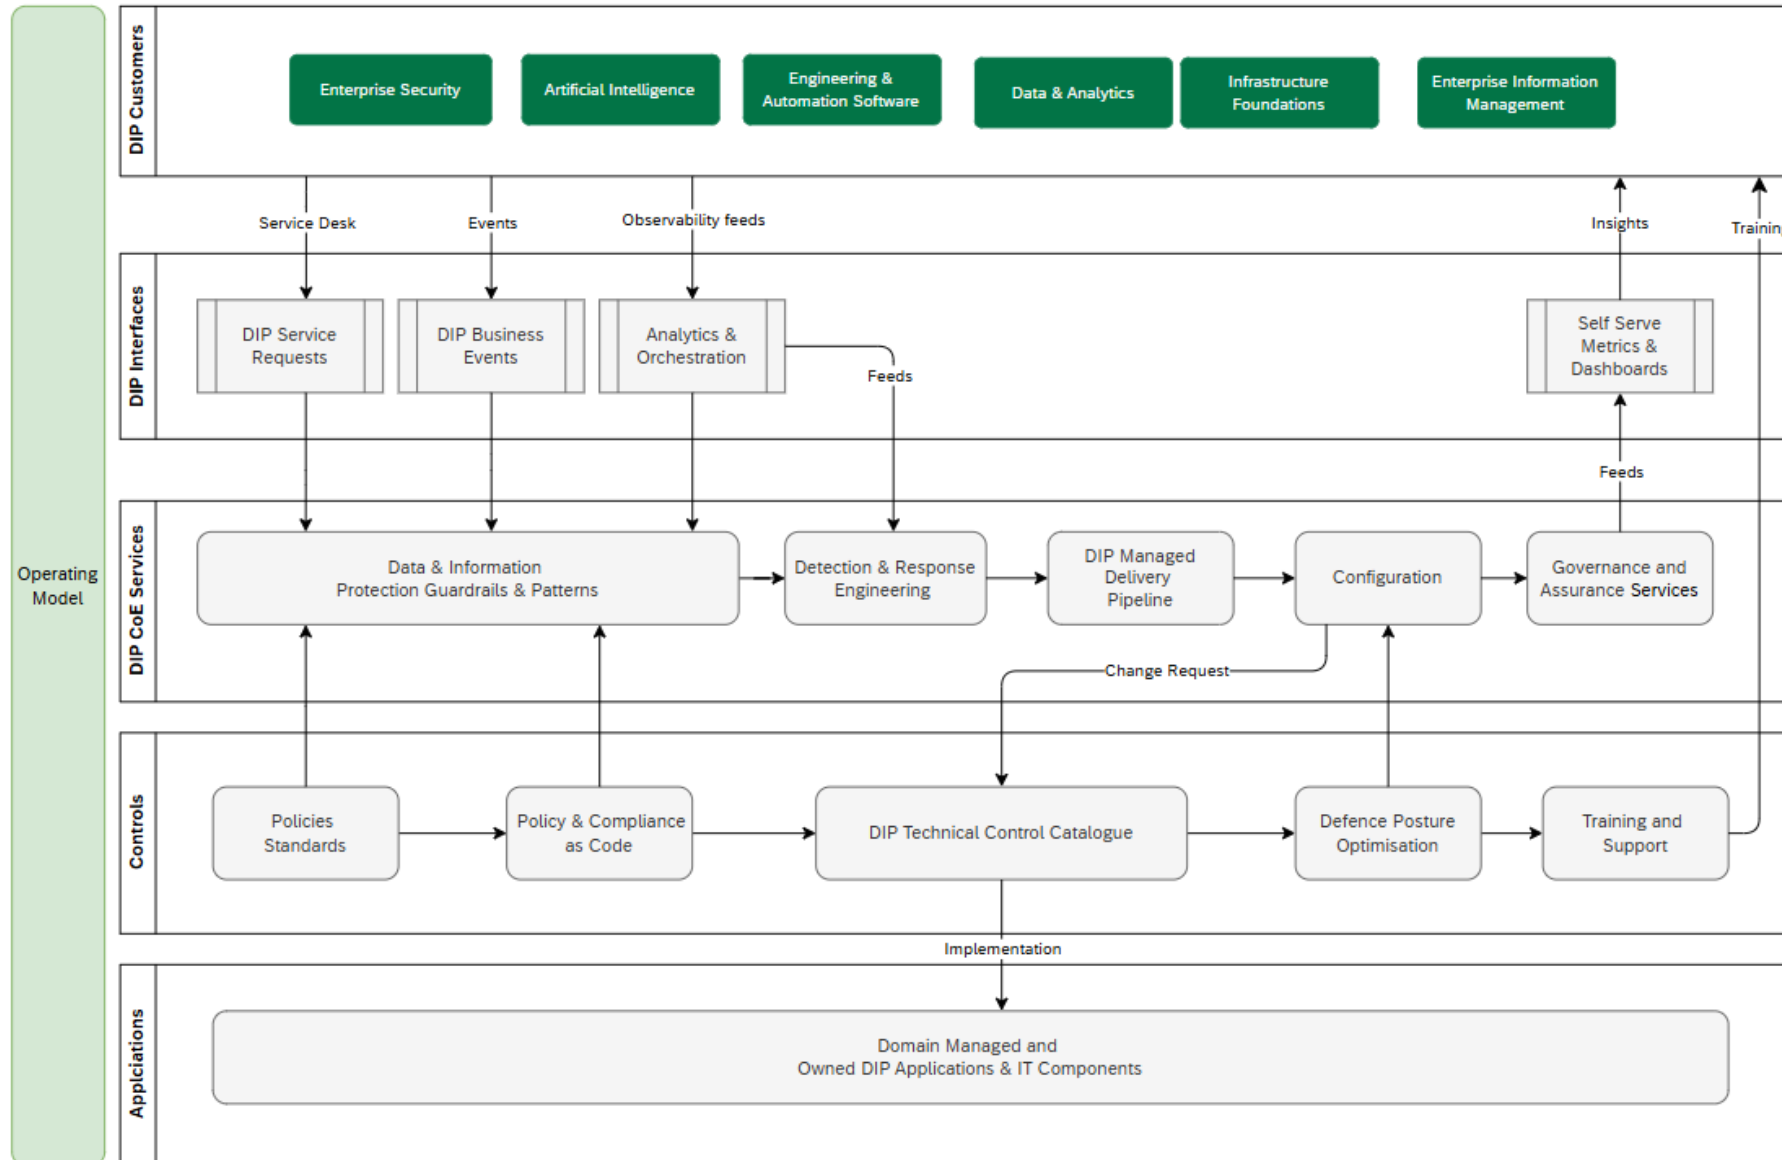 Operating
Model
DIP Customers
Enterprise Security
Artificial Intelligence
Engineering &
Automation Software
Data & Analytics
Infrastructure
Foundations
Enterprise Information
Management
Service Desk
Events
Observability feeds
Insights
Training
DIP Interfaces
DIP Service
Requests
DIP Business
Events
Analytics &
Orchestration
Feeds
Self Serve
Metrics &
Dashboards
Feeds
DIP CoE Services
Data & Information
Protection Guardrails & Patterns
Detection & Response
Engineering
DIP Managed
Delivery
Pipeline
Configuration
Governance and
Assurance Services
Change Request
Controls
Policies
Standards
Policy & Compliance
as Code
DIP Technical Control Catalogue
Defence Posture
Optimisation
Training and
Support
Implementation
Applciations
Domain Managed and
Owned DIP Applications & IT Components